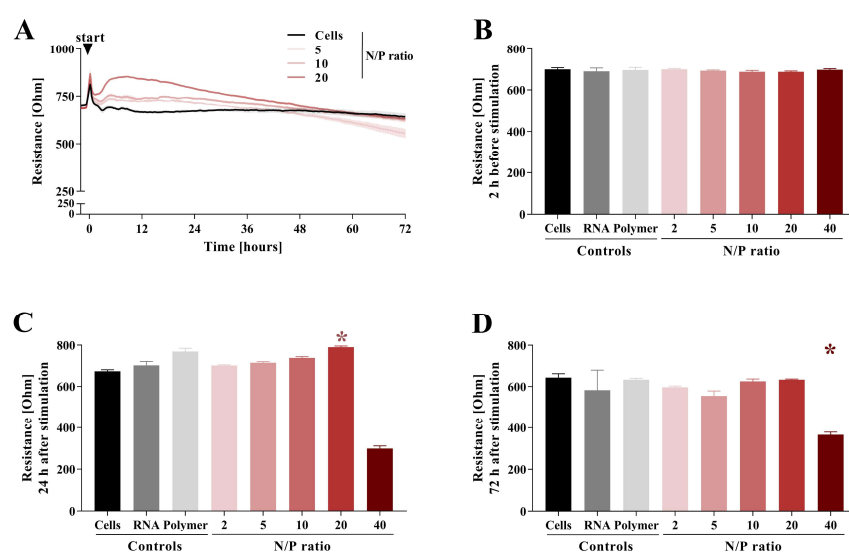 A
start
Cells
5
10
20
N/P ratio
Resistance [Ohm]
1000
750
500
250
250
0
0 12 24 36 48 60 72
Time [hours]
B
Resistance [Ohm]
2 h before stimulation
800
600
400
200
0
Cells RNA Polymer 2 5 10 20 40
Controls N/P ratio
C
Resistance [Ohm]
24 h after stimulation
800
600
400
200
0
*
Cells RNA Polymer 2 5 10 20 40
Controls N/P ratio
D
Resistance [Ohm]
72 h after stimulation
800
600
400
200
0
*
Cells RNA Polymer 2 5 10 20 40
Controls N/P ratio